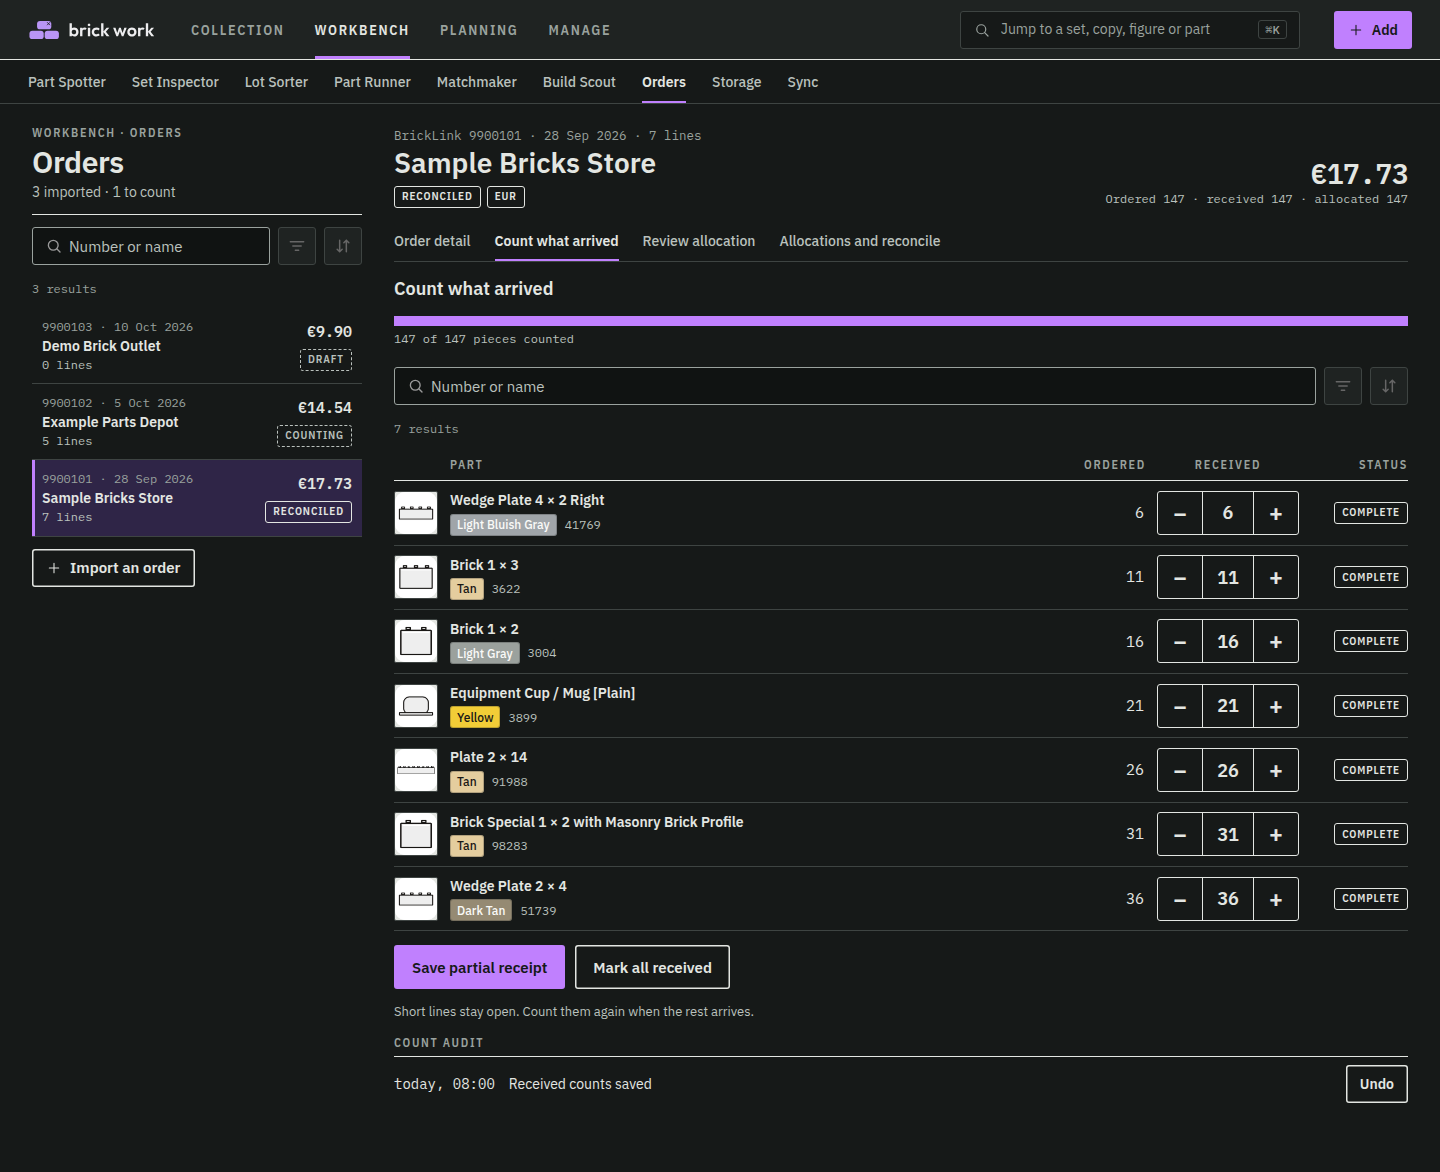 brick work
COLLECTION
WORKBENCH
PLANNING
MANAGE
Jump to a set, copy, figure or part
⌘K
+ Add
Part Spotter
Set Inspector
Lot Sorter
Part Runner
Matchmaker
Build Scout
Orders
Storage
Sync
WORKBENCH · ORDERS
Orders
3 imported · 1 to count
Number or name
3 results
9900103 · 10 Oct 2026
€9.90
Demo Brick Outlet
DRAFT
0 lines
9900102 · 5 Oct 2026
€14.54
Example Parts Depot
COUNTING
5 lines
9900101 · 28 Sep 2026
€17.73
Sample Bricks Store
RECONCILED
7 lines
+ Import an order
BrickLink 9900101 · 28 Sep 2026 · 7 lines
Sample Bricks Store
RECONCILED
EUR
€17.73
Ordered 147 · received 147 · allocated 147
Order detail
Count what arrived
Review allocation
Allocations and reconcile
Count what arrived
147 of 147 pieces counted
Number or name
7 results
PART ORDERED RECEIVED STATUS
Wedge Plate 4 × 2 Right
Light Bluish Gray 41769
6 − 6 + COMPLETE
Brick 1 × 3
Tan 3622
11 − 11 + COMPLETE
Brick 1 × 2
Light Gray 3004
16 − 16 + COMPLETE
Equipment Cup / Mug [Plain]
Yellow 3899
21 − 21 + COMPLETE
Plate 2 × 14
Tan 91988
26 − 26 + COMPLETE
Brick Special 1 × 2 with Masonry Brick Profile
Tan 98283
31 − 31 + COMPLETE
Wedge Plate 2 × 4
Dark Tan 51739
36 − 36 + COMPLETE
Save partial receipt
Mark all received
Short lines stay open. Count them again when the rest arrives.
COUNT AUDIT
today, 08:00 Received counts saved
Undo